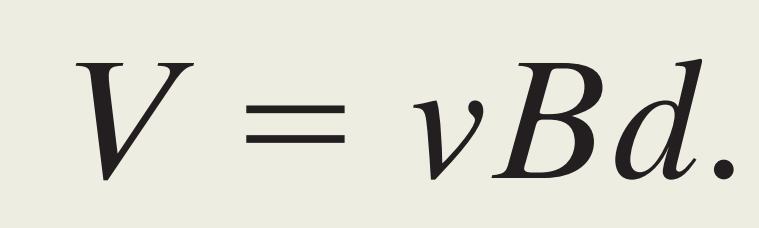 V = vBd.